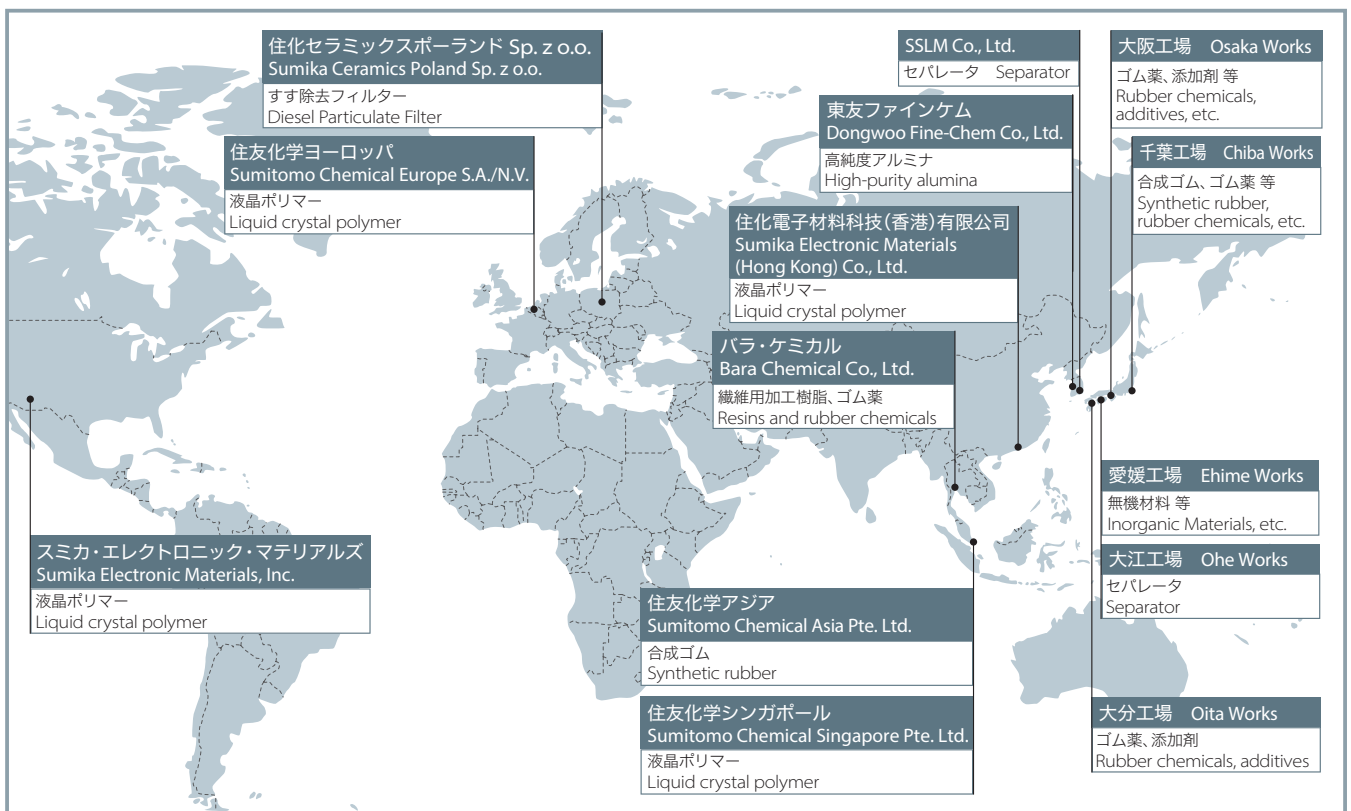 住化セラミックスポーランド Sp. z o.o.
Sumika Ceramics Poland Sp. z o.o.
すす除去フィルター
Diesel Particulate Filter
住友化学ヨーロッパ
Sumitomo Chemical Europe S.A./N.V.
液晶ポリマー
Liquid crystal polymer
SSLM Co., Ltd.
セパレータ Separator
東友ファインケム
Dongwoo Fine-Chem Co., Ltd.
高純度アルミナ
High-purity alumina
住化電子材料科技(香港)有限公司
Sumika Electronic Materials
(Hong Kong) Co., Ltd.
液晶ポリマー
Liquid crystal polymer
バラ・ケミカル
Bara Chemical Co., Ltd.
繊維用加工樹脂、ゴム薬
Resins and rubber chemicals
大阪工場 Osaka Works
ゴム薬、添加剤 等
Rubber chemicals,
additives, etc.
千葉工場 Chiba Works
合成ゴム、ゴム薬 等
Synthetic rubber,
rubber chemicals, etc.
愛媛工場 Ehime Works
無機材料 等
Inorganic Materials, etc.
大江工場 Ohe Works
セパレータ
Separator
大分工場 Oita Works
ゴム薬、添加剤
Rubber chemicals, additives
スミカ・エレクトロニック・マテリアルズ
Sumika Electronic Materials, Inc.
液晶ポリマー
Liquid crystal polymer
住友化学アジア
Sumitomo Chemical Asia Pte. Ltd.
合成ゴム
Synthetic rubber
住友化学シンガポール
Sumitomo Chemical Singapore Pte. Ltd.
液晶ポリマー
Liquid crystal polymer